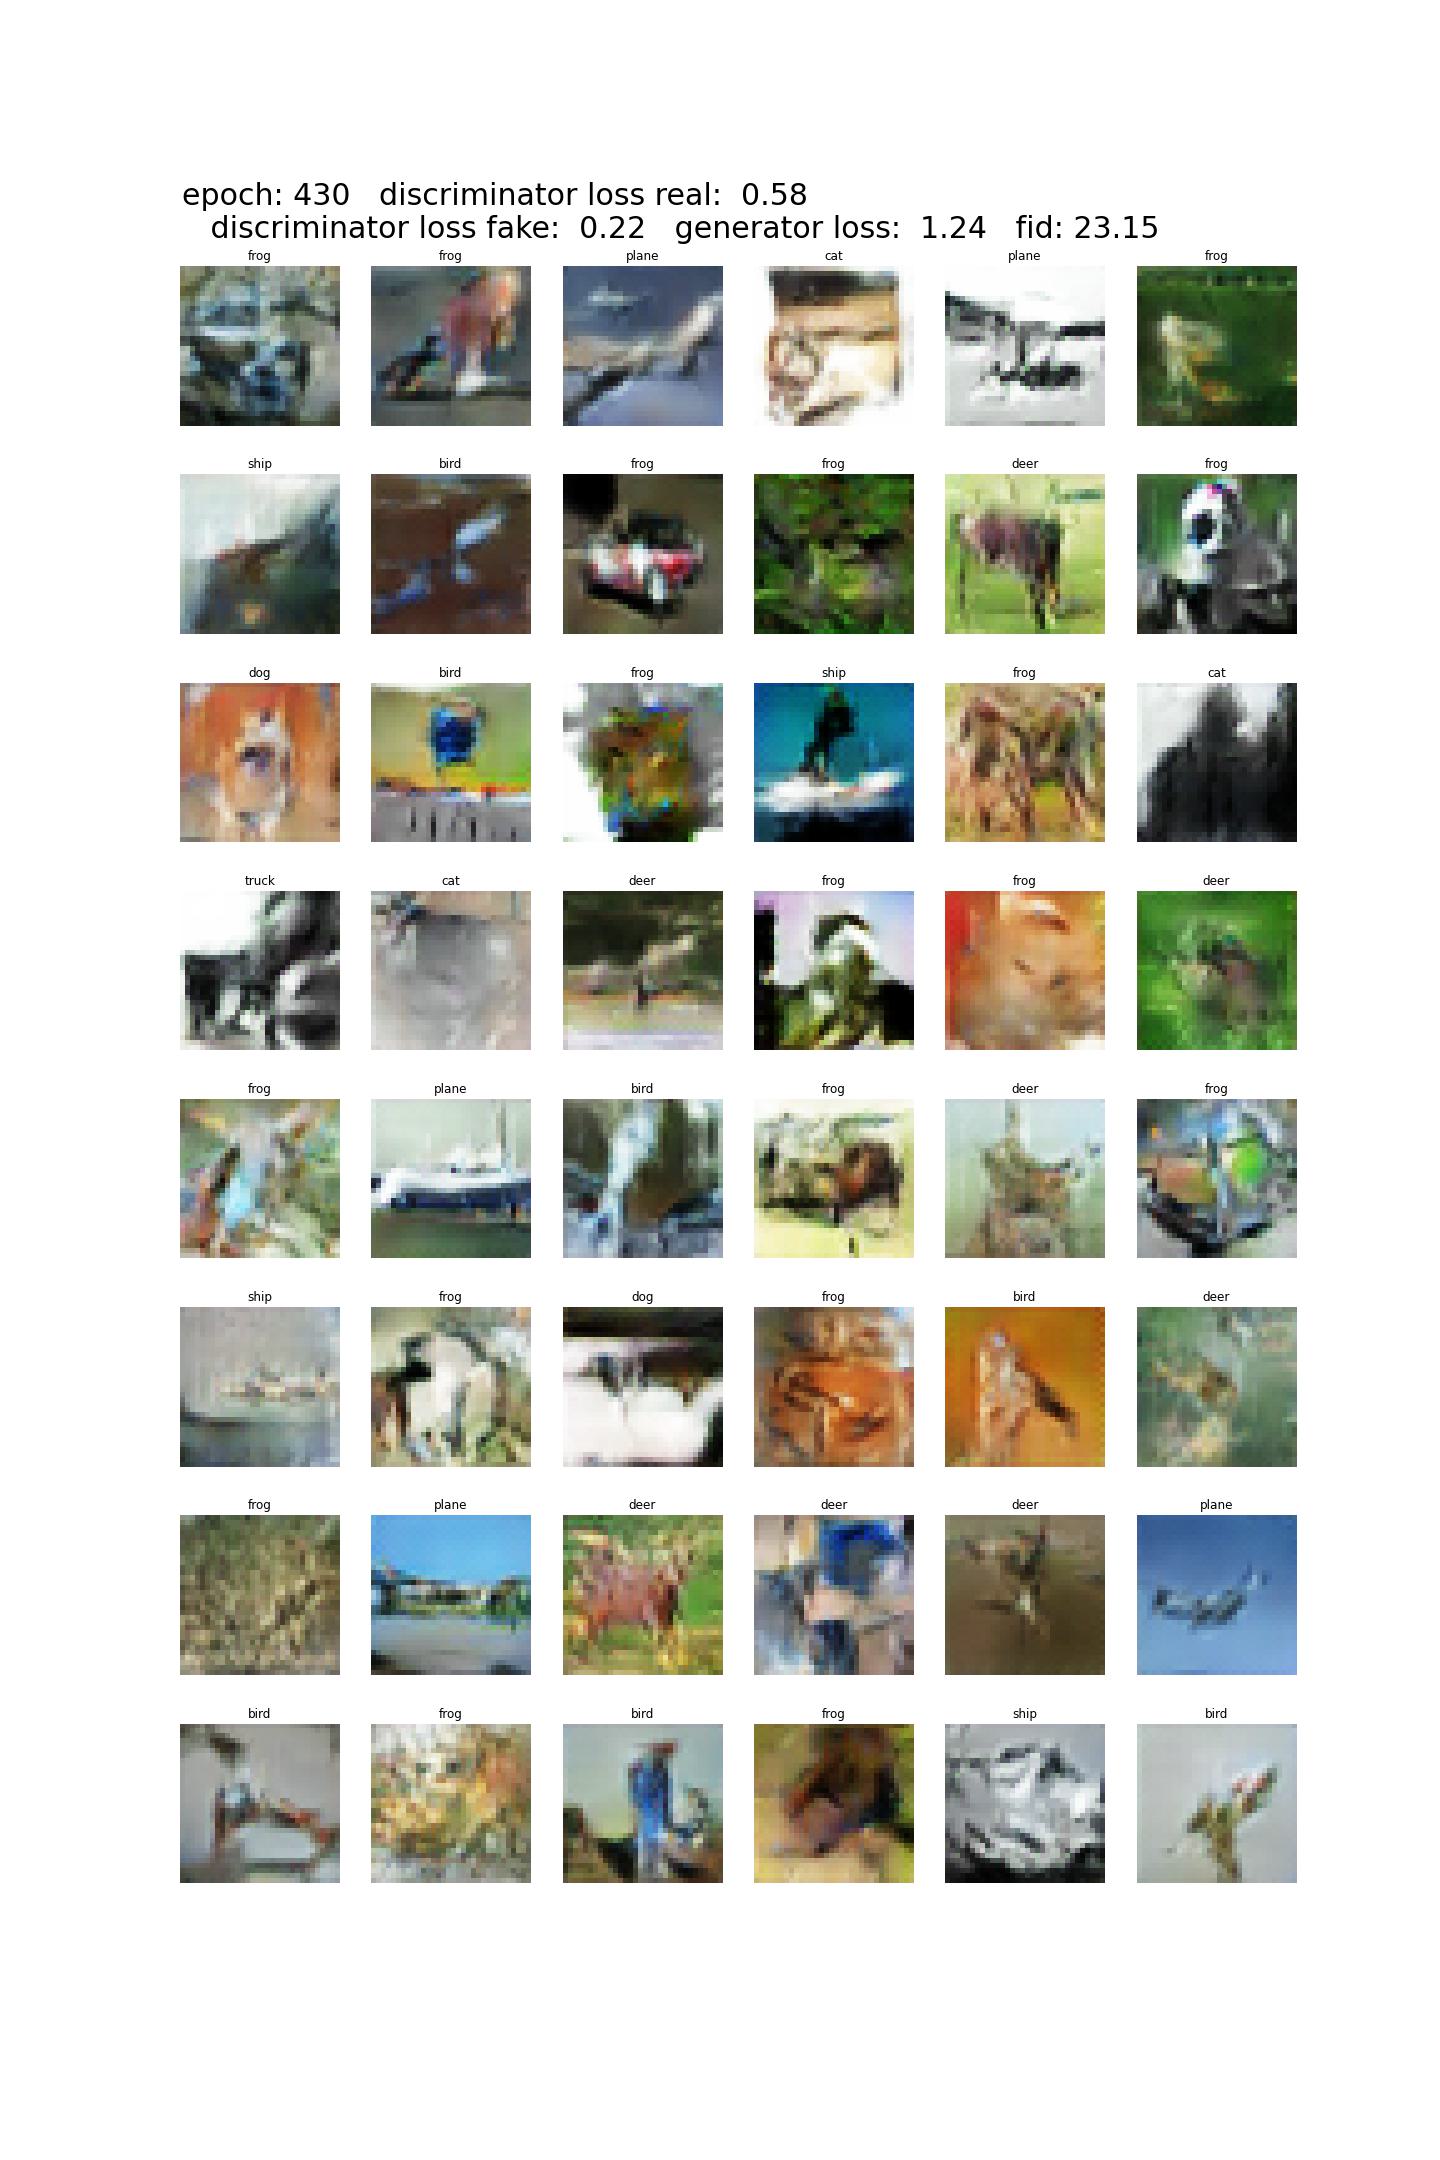 epoch: 430 discriminator loss real: 0.58
discriminator loss fake: 0.22 generator loss: 1.24 fid: 23.15
frog frog plane cat plane frog
ship bird frog frog deer frog
dog bird frog ship frog cat
truck cat deer frog frog deer
frog plane bird frog deer frog
ship frog dog frog bird deer
frog plane deer deer deer plane
bird frog bird frog ship bird